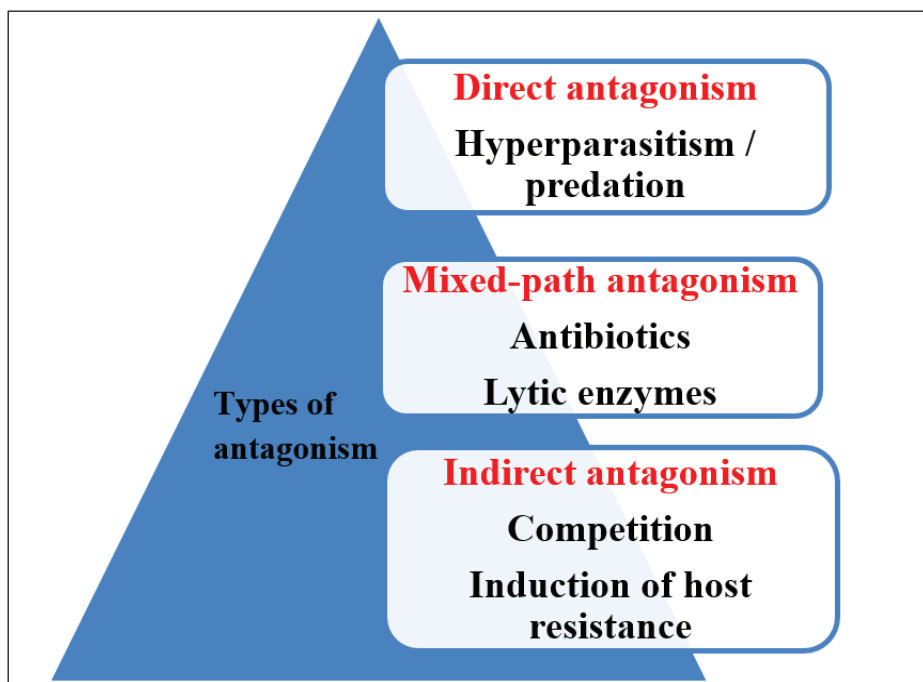 Direct antagonism
Hyperparasitism /
predation
Mixed-path antagonism
Antibiotics
Lytic enzymes
Types of
antagonism
Indirect antagonism
Competition
Induction of host
resistance